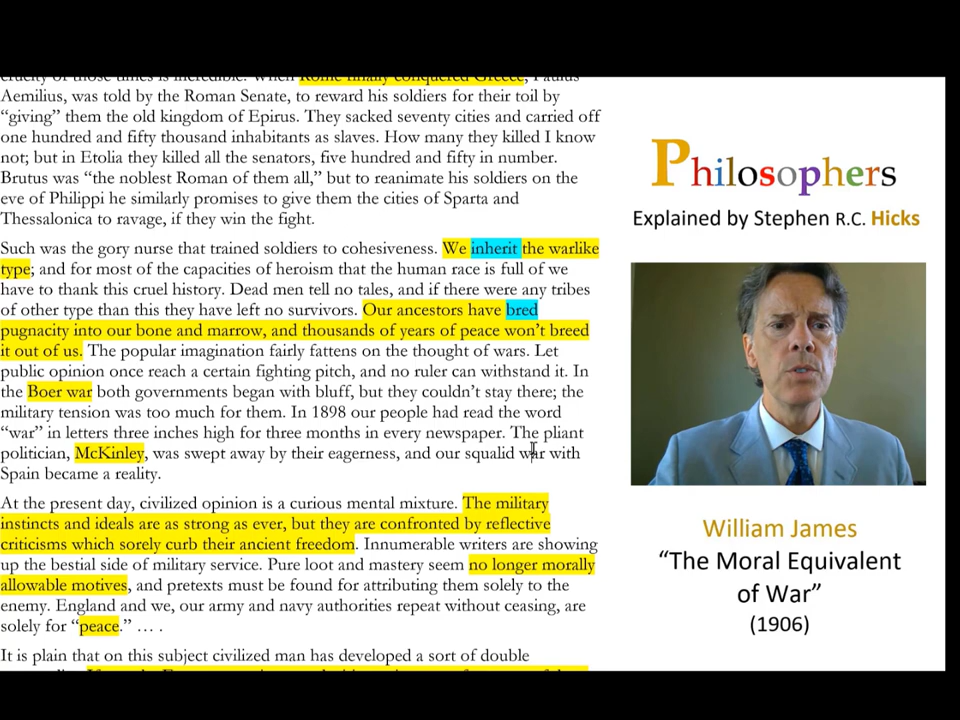 cruelty of those times is incredible. When Rome finally conquered Greece, Paulus
Aemilius, was told by the Roman Senate, to reward his soldiers for their toil by
“giving” them the old kingdom of Epirus. They sacked seventy cities and carried off
one hundred and fifty thousand inhabitants as slaves. How many they killed I know
not; but in Etolia they killed all the senators, five hundred and fifty in number.
Brutus was “the noblest Roman of them all,” but to reanimate his soldiers on the
eve of Philippi he similarly promises to give them the cities of Sparta and
Thessalonica to ravage, if they win the fight.
Such was the gory nurse that trained soldiers to cohesiveness. We inherit the warlike
type; and for most of the capacities of heroism that the human race is full of we
have to thank this cruel history. Dead men tell no tales, and if there were any tribes
of other type than this they have left no survivors. Our ancestors have bred
pugnacity into our bone and marrow, and thousands of years of peace won’t breed
it out of us. The popular imagination fairly fattens on the thought of wars. Let
public opinion once reach a certain fighting pitch, and no ruler can withstand it. In
the Boer war both governments began with bluff, but they couldn’t stay there; the
military tension was too much for them. In 1898 our people had read the word
“war” in letters three inches high for three months in every newspaper. The pliant
politician, McKinley, was swept away by their eagerness, and our squalid war with
Spain became a reality.
At the present day, civilized opinion is a curious mental mixture. The military
instincts and ideals are as strong as ever, but they are confronted by reflective
criticisms which sorely curb their ancient freedom. Innumerable writers are showing
up the bestial side of military service. Pure loot and mastery seem no longer morally
allowable motives, and pretexts must be found for attributing them solely to the
enemy. England and we, our army and navy authorities repeat without ceasing, are
solely for “peace.” … .
It is plain that on this subject civilized man has developed a sort of double
Philosophers
Explained by Stephen R.C. Hicks
William James
“The Moral Equivalent
of War”
(1906)